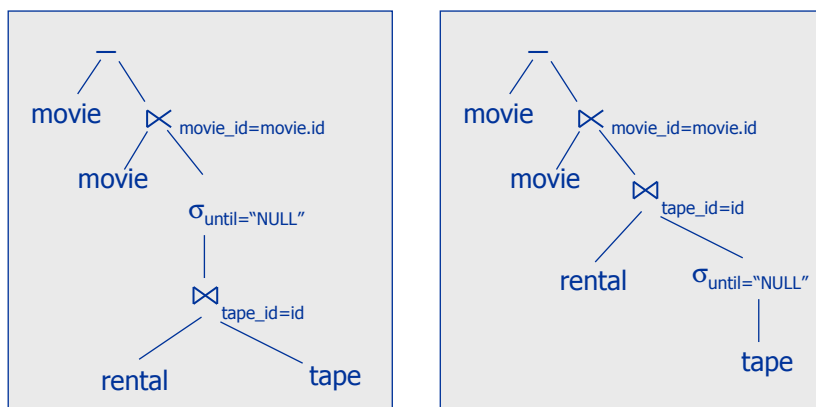 −
movie
⋉ movie_id=movie.id
movie
σuntil=“NULL”
⋈ tape_id=id
rental
tape
−
movie
⋉ movie_id=movie.id
movie
⋈ tape_id=id
rental
σuntil=“NULL”
tape